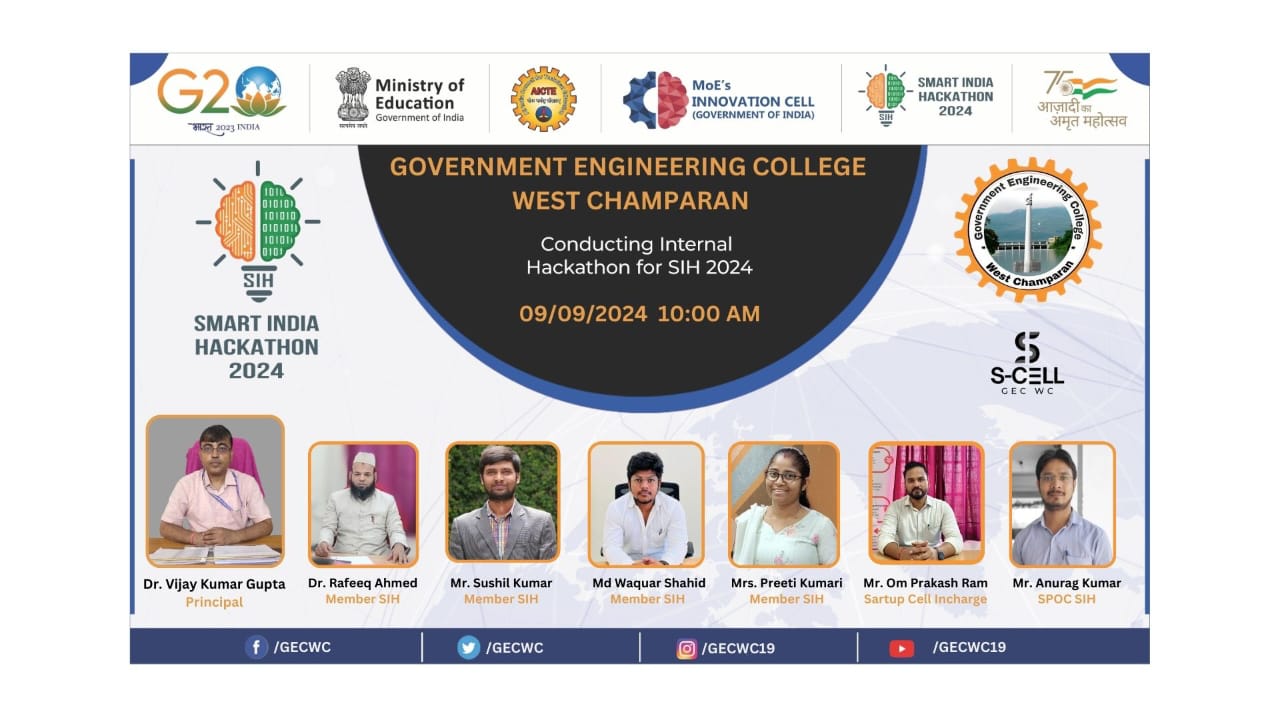 G20
भारत 2023 INDIA
सत्यमेव जयते
Ministry of
Education
Government of India
AICTE
MoE's
INNOVATION CELL
(GOVERNMENT OF INDIA)
SIH
SMART INDIA
HACKATHON
2024
75
आज़ादी का
अमृत महोत्सव
GOVERNMENT ENGINEERING COLLEGE
WEST CHAMPARAN
Conducting Internal
Hackathon for SIH 2024
09/09/2024 10:00 AM
SIH
SMART INDIA
HACKATHON
2024
Government Engineering College
West Champaran
S-CELL
GEC WC
Dr. Vijay Kumar Gupta
Principal
Dr. Rafeeq Ahmed
Member SIH
Mr. Sushil Kumar
Member SIH
Md Waquar Shahid
Member SIH
Mrs. Preeti Kumari
Member SIH
Mr. Om Prakash Ram
Sartup Cell Incharge
Mr. Anurag Kumar
SPOC SIH
/GECWC
/GECWC
/GECWC19
/GECWC19